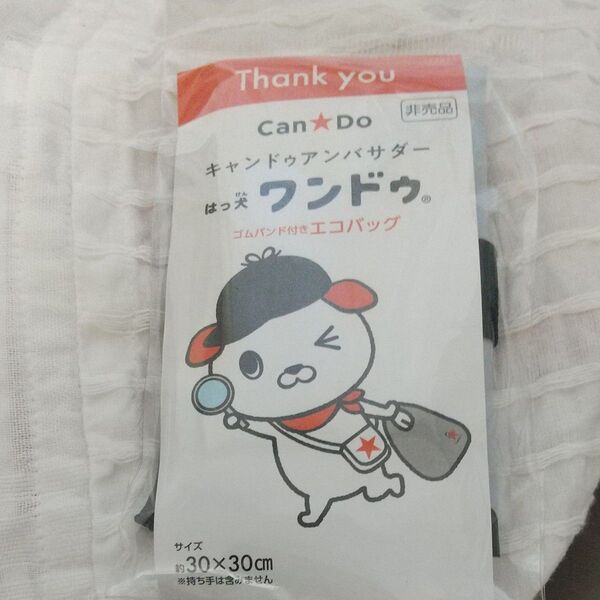 Thank you
Can★Do
非売品
キャンドゥアンバサダー
はっ犬 ワンドゥ®
けん
ゴムバンド付き エコバッグ
サイズ
約30×30cm
※持ち手は含みません